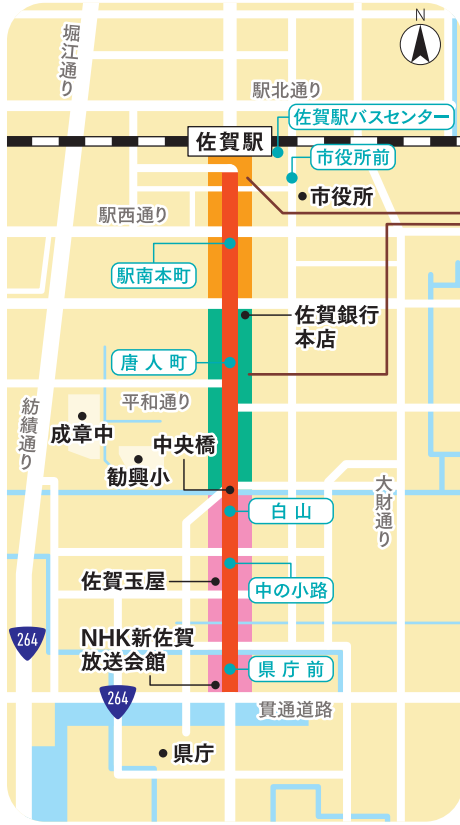 N
堀江通り
駅北通り
佐賀駅バスセンター
佐賀駅
市役所前
市役所
駅西通り
駅南本町
佐賀銀行
本店
唐人町
平和通り
紡績通り
成章中
中央橋
勧興小
大財通り
白山
佐賀玉屋
中の小路
264
NHK新佐賀
放送会館
県庁前
264
貫通道路
県庁